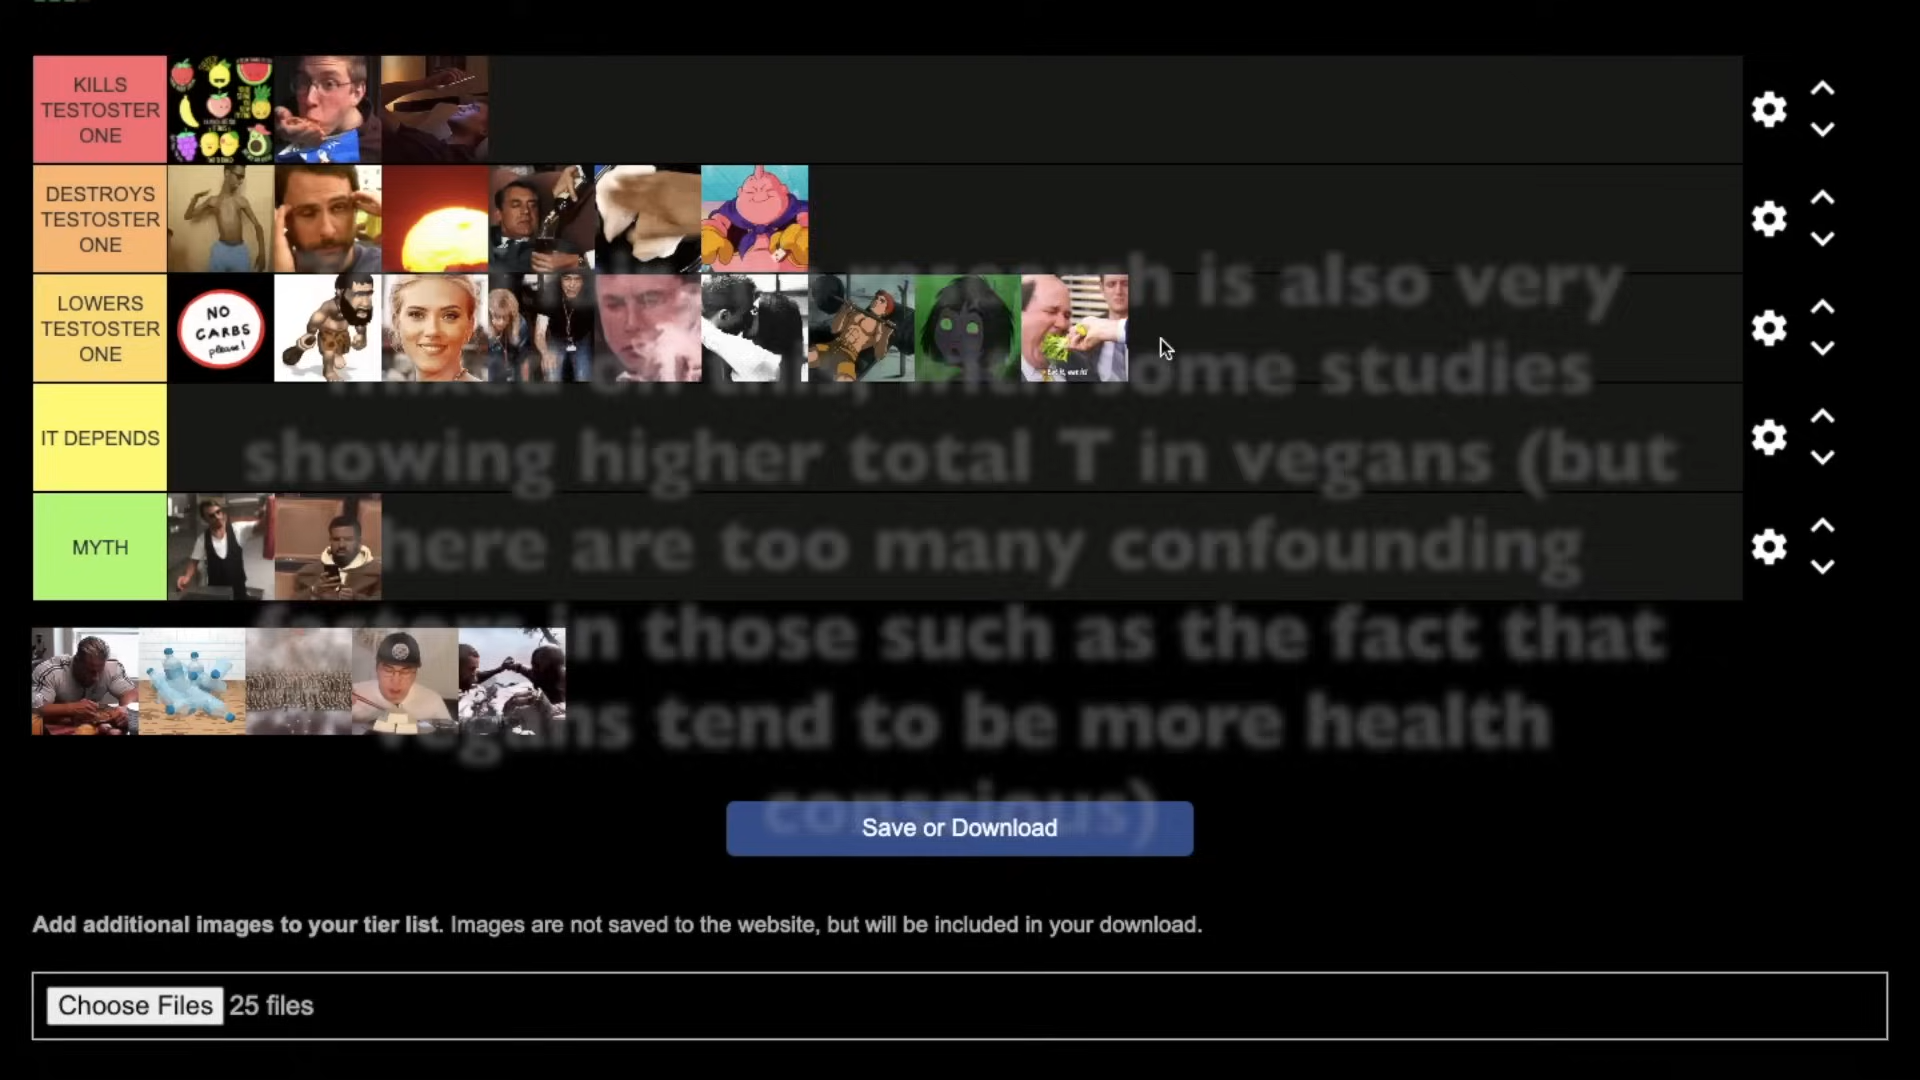 KILLS
TESTOSTER
ONE
DESTROYS
TESTOSTER
ONE
LOWERS
TESTOSTER
ONE
NO
CARBS
please!
IT DEPENDS
MYTH
is also very
some studies
showing higher total T in vegans (but
here are too many confounding
in those such as the fact that
vegans tend to be more health
conscious)
Save or Download
Add additional images to your tier list. Images are not saved to the website, but will be included in your download.
Choose Files 25 files